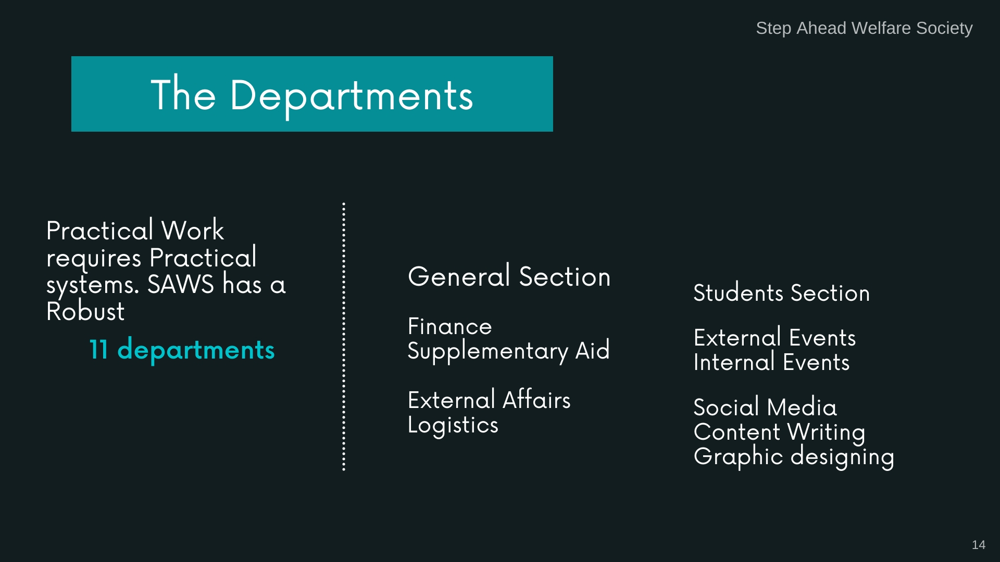 Step Ahead Welfare Society
The Departments
Practical Work
requires Practical
systems. SAWS has a
Robust
11 departments
General Section
Finance
Supplementary Aid
External Affairs
Logistics
Students Section
External Events
Internal Events
Social Media
Content Writing
Graphic designing
14